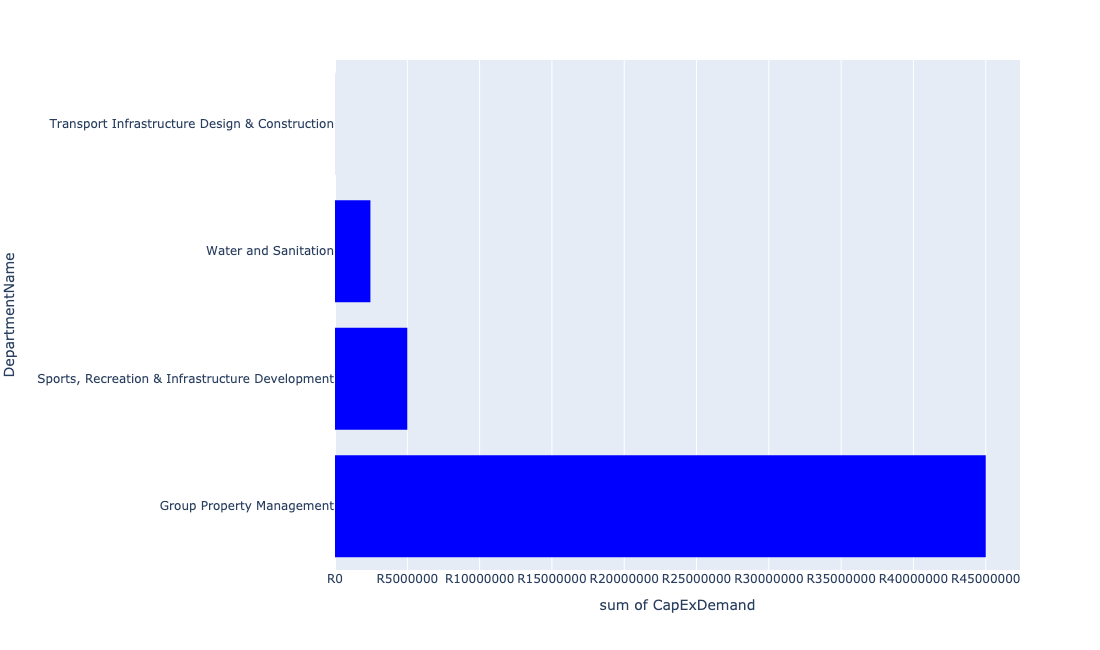 Transport Infrastructure Design & Construction
Water and Sanitation
DepartmentName
Sports, Recreation & Infrastructure Development
Group Property Management
R0 R5000000 R10000000 R15000000 R20000000 R25000000 R30000000 R35000000 R40000000 R45000000
sum of CapExDemand